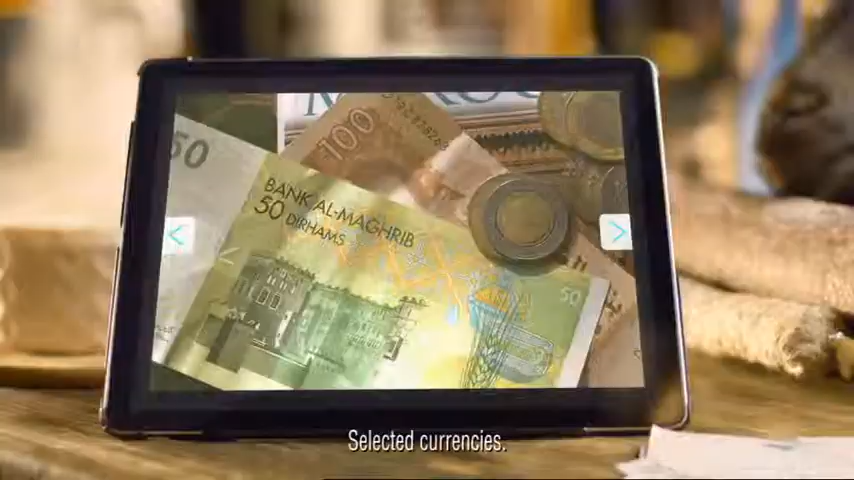 50
100
BANK AL-MAGHRIB
50 DIRHAMS
50
Selected currencies.